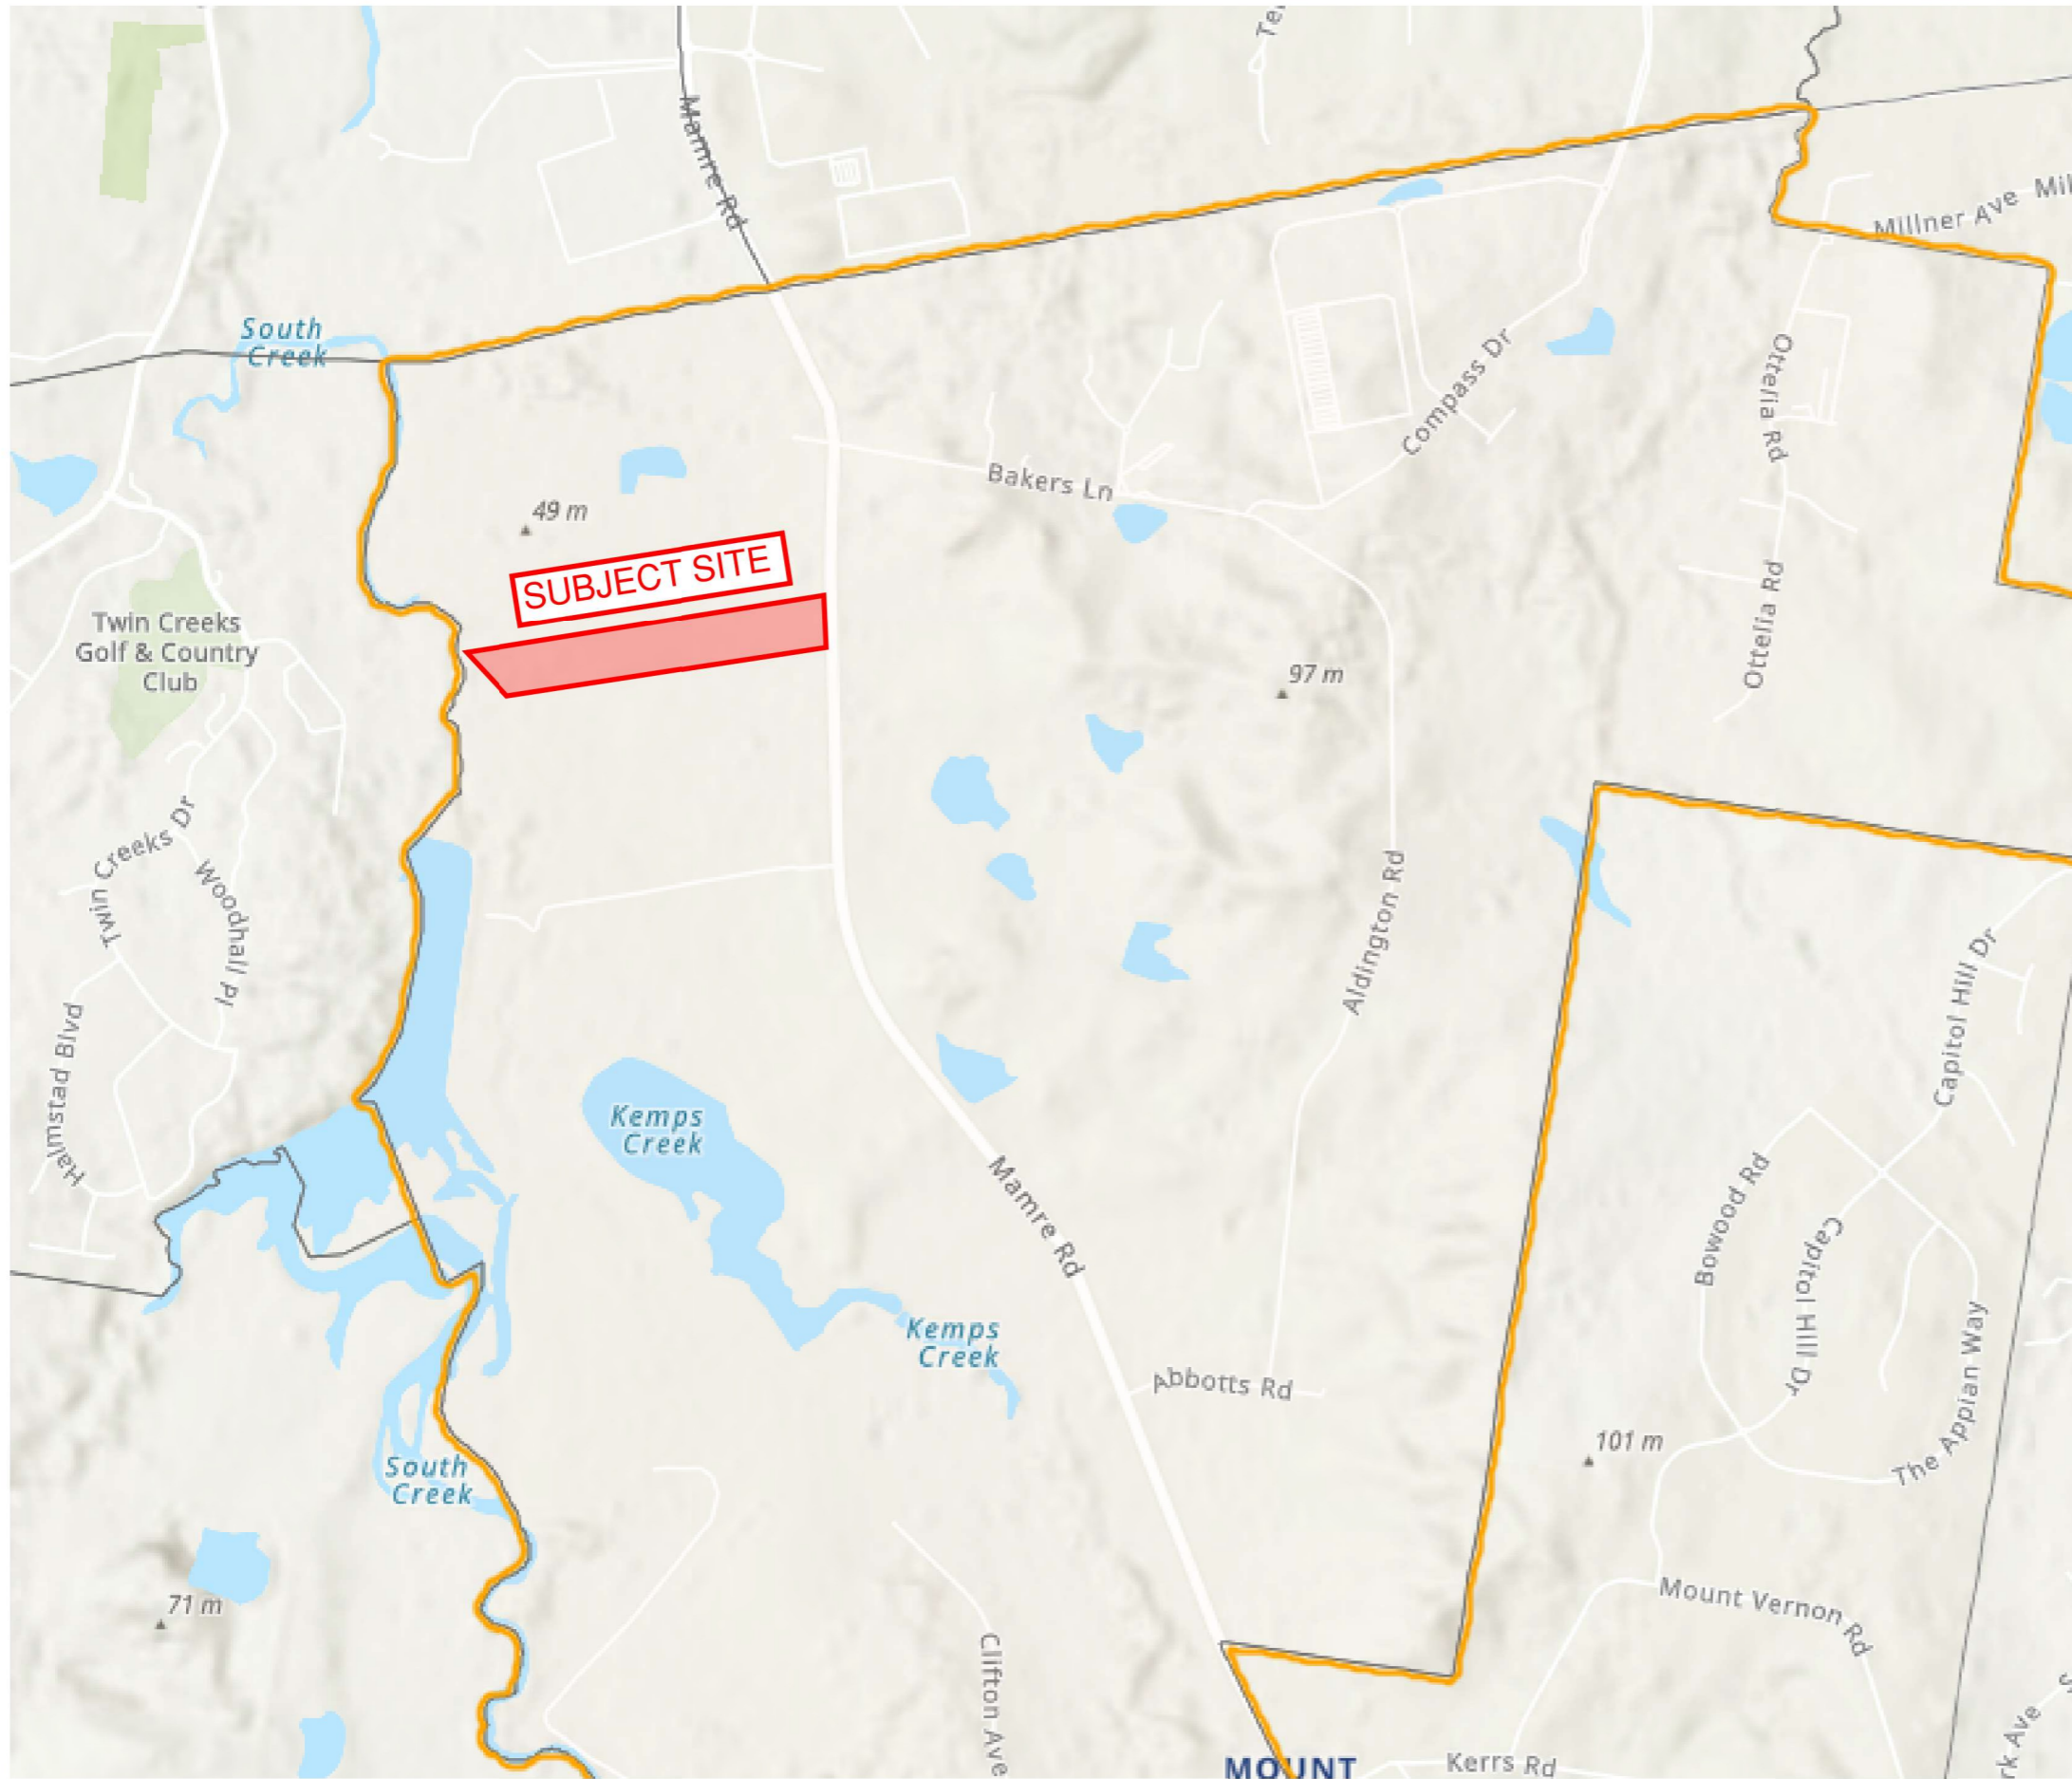 Mamre Rd
Millner Ave
South
Creek
Compass Dr
Ottelia Rd
Bakers Ln
49 m
SUBJECT SITE
Twin Creeks
Golf & Country
Club
97 m
Ottelia Rd
Twin Creeks Dr
Woodhall Pl
Aldington Rd
Capitol Hill Dr
Halmstad Blvd
Kemps
Creek
Mamre Rd
Bowood Rd
Capitol Hill Dr
Kemps
Creek
The Appian Way
Abbotts Rd
101 m
South
Creek
71 m
Mount Vernon Rd
Clifton Ave
MOUNT
Kerrs Rd